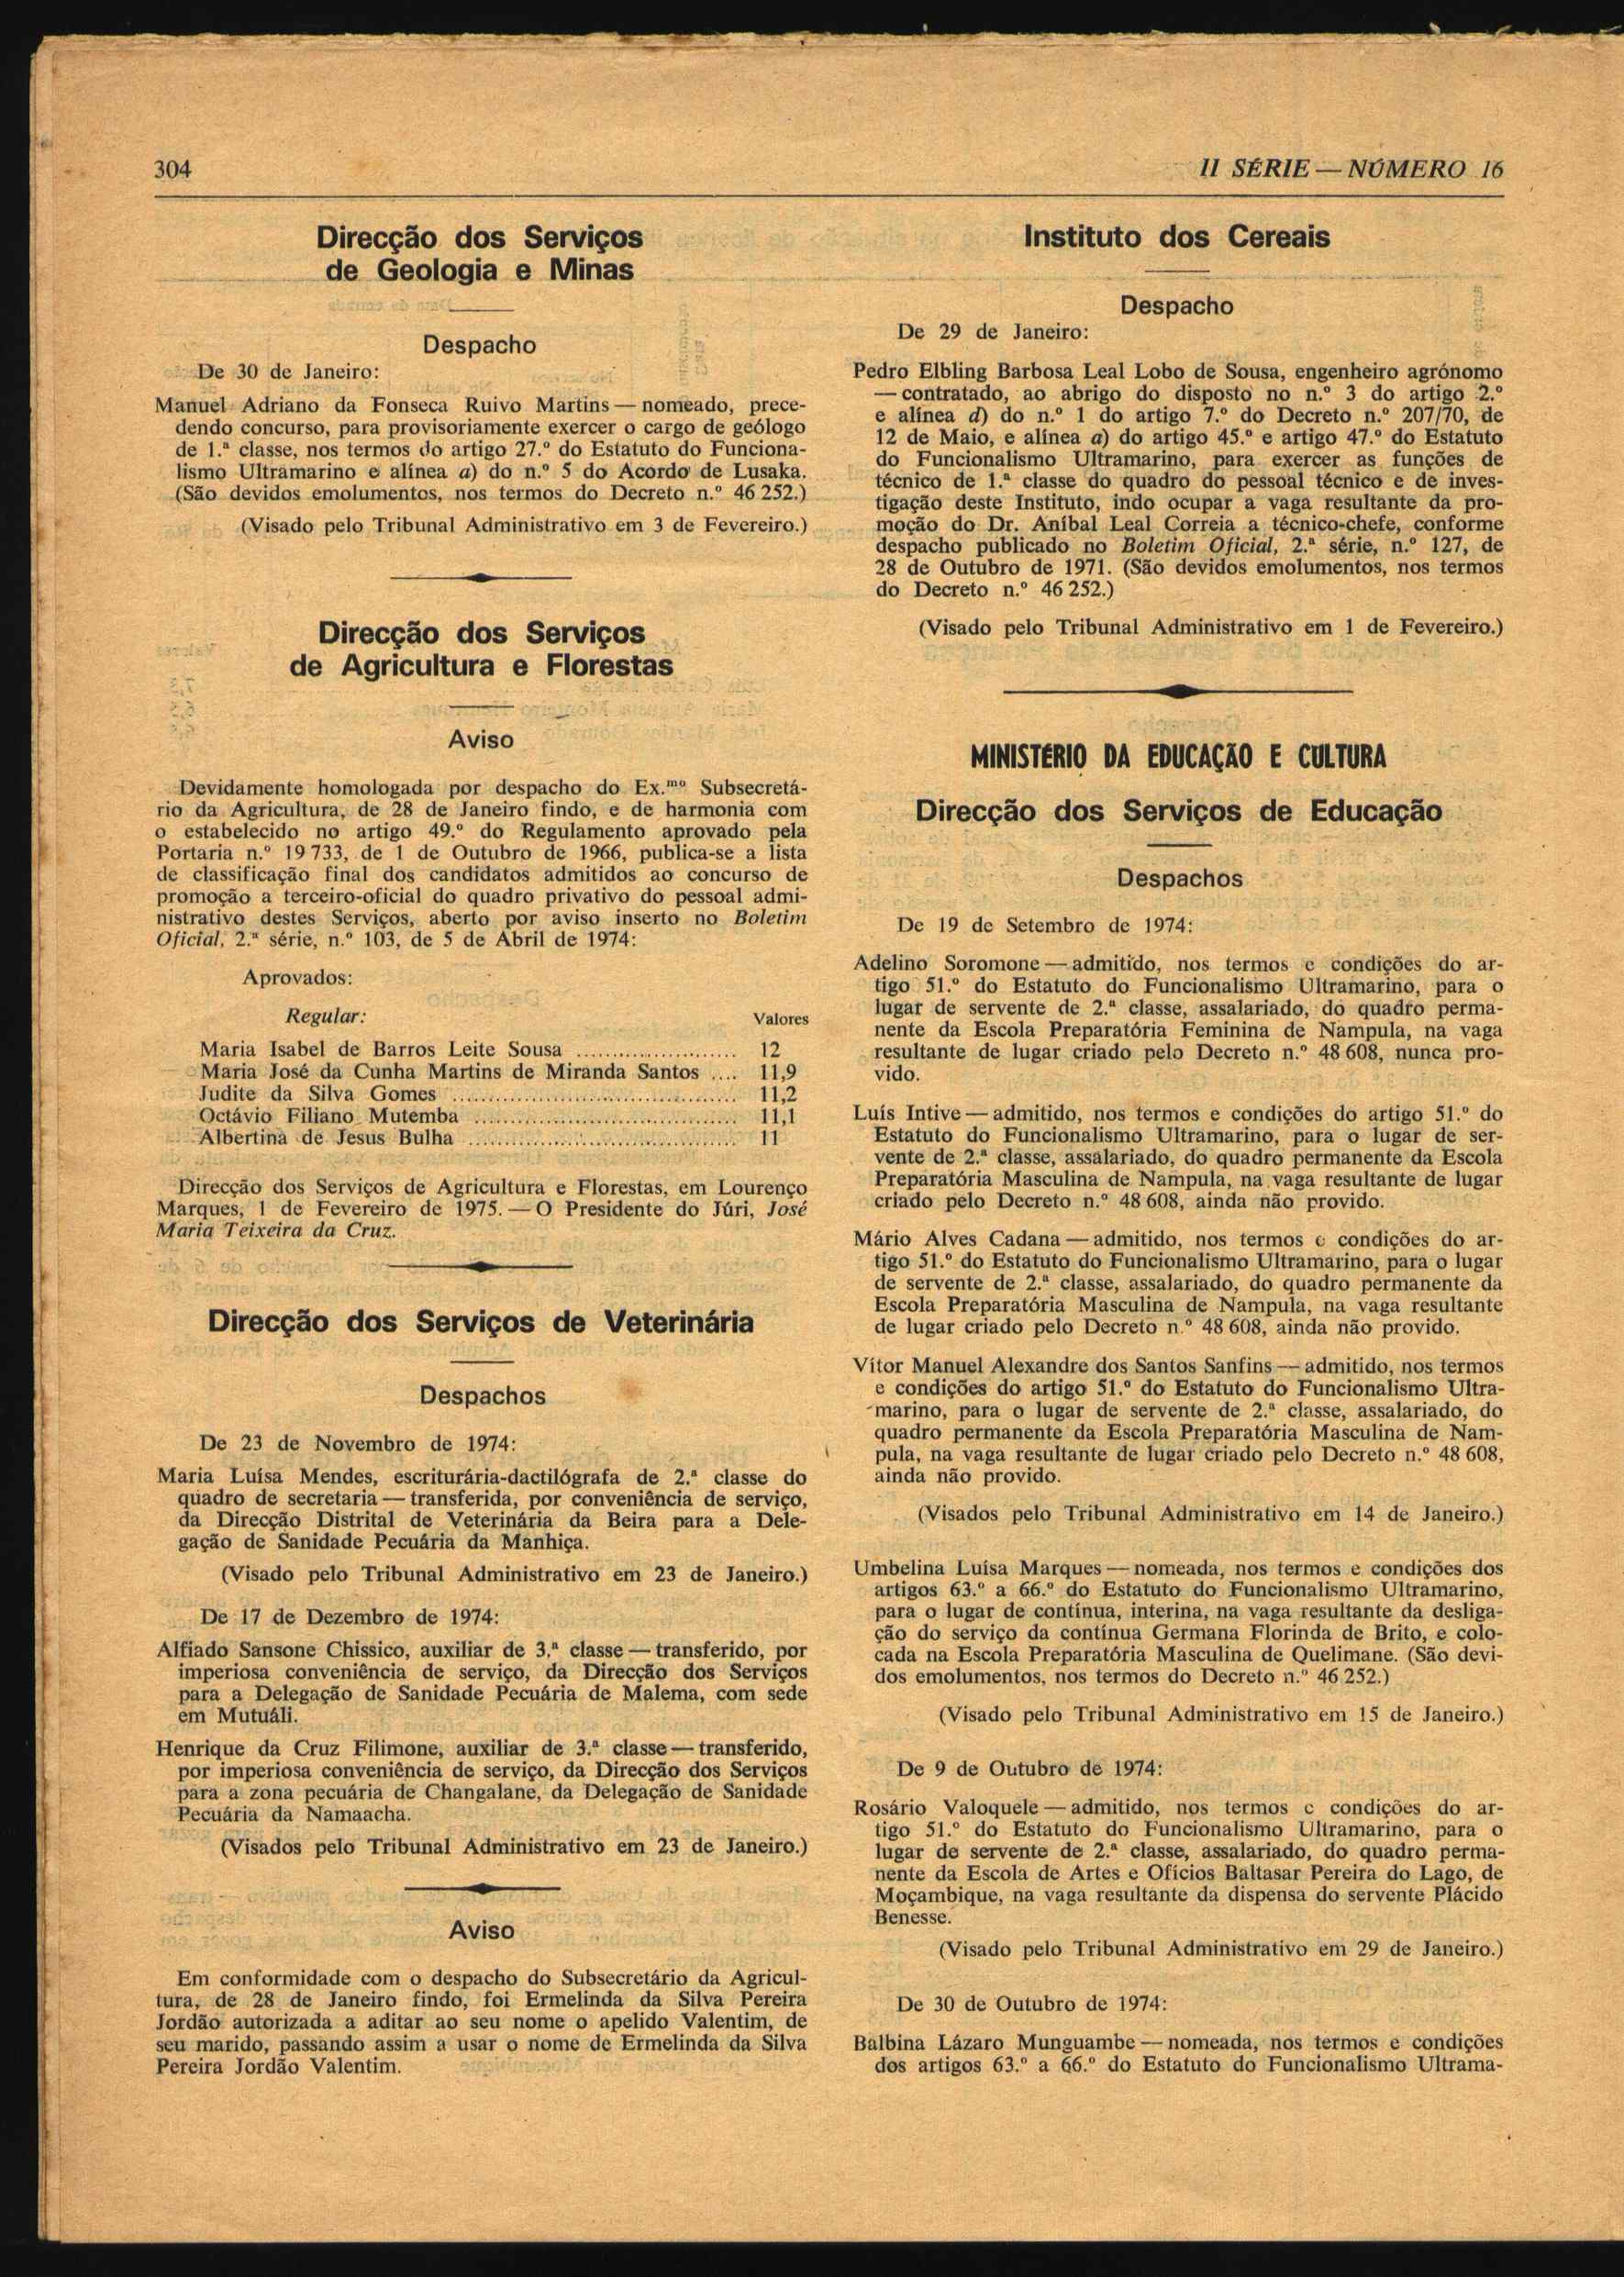 304
II SÉRIE — NÚMERO 16
Direcção dos Serviços
de Geologia e Minas
Despacho
De 30 de Janeiro:
Manuel Adriano da Fonseca Ruivo Martins — nomeado, prece-
dendo concurso, para provisoriamente exercer o cargo de geólogo
de 1.ª classe, nos termos do artigo 27.º do Estatuto do Funciona-
lismo Ultramarino e alínea a) do n.º 5 do Acordo de Lusaka.
(São devidos emolumentos, nos termos do Decreto n.º 46 252.)
(Visado pelo Tribunal Administrativo em 3 de Fevereiro.)
Direcção dos Serviços
de Agricultura e Florestas
Aviso
Devidamente homologada por despacho do Ex.mo Subsecretá-
rio da Agricultura, de 28 de Janeiro findo, e de harmonia com
o estabelecido no artigo 49.º do Regulamento aprovado pela
Portaria n.º 19 733, de 1 de Outubro de 1966, publica-se a lista
de classificação final dos candidatos admitidos ao concurso de
promoção a terceiro-oficial do quadro privativo do pessoal admi-
nistrativo destes Serviços, aberto por aviso inserto no Boletim
Oficial, 2.ª série, n.º 103, de 5 de Abril de 1974:
Aprovados:
Regular: Valores
Maria Isabel de Barros Leite Sousa ...................... 12
Maria José da Cunha Martins de Miranda Santos .... 11,9
Judite da Silva Gomes ...................................... 11,2
Octávio Filiano Mutemba ................................... 11,1
Albertina de Jesus Bulha .................................... 11
Direcção dos Serviços de Agricultura e Florestas, em Lourenço
Marques, 1 de Fevereiro de 1975. — O Presidente do Júri, José
Maria Teixeira da Cruz.
Direcção dos Serviços de Veterinária
Despachos
De 23 de Novembro de 1974:
Maria Luísa Mendes, escriturária-dactilógrafa de 2.ª classe do
quadro de secretaria — transferida, por conveniência de serviço,
da Direcção Distrital de Veterinária da Beira para a Dele-
gação de Sanidade Pecuária da Manhiça.
(Visado pelo Tribunal Administrativo em 23 de Janeiro.)
De 17 de Dezembro de 1974:
Alfiado Sansone Chissico, auxiliar de 3.ª classe — transferido, por
imperiosa conveniência de serviço, da Direcção dos Serviços
para a Delegação de Sanidade Pecuária de Malema, com sede
em Mutuáli.
Henrique da Cruz Filimone, auxiliar de 3.ª classe — transferido,
por imperiosa conveniência de serviço, da Direcção dos Serviços
para a zona pecuária de Changalane, da Delegação de Sanidade
Pecuária da Namaacha.
(Visados pelo Tribunal Administrativo em 23 de Janeiro.)
Aviso
Em conformidade com o despacho do Subsecretário da Agricul-
tura, de 28 de Janeiro findo, foi Ermelinda da Silva Pereira
Jordão autorizada a aditar ao seu nome o apelido Valentim, de
seu marido, passando assim a usar o nome de Ermelinda da Silva
Pereira Jordão Valentim.
Instituto dos Cereais
Despacho
De 29 de Janeiro:
Pedro Elbling Barbosa Leal Lobo de Sousa, engenheiro agrónomo
— contratado, ao abrigo do disposto no n.º 3 do artigo 2.º
e alínea d) do n.º 1 do artigo 7.º do Decreto n.º 207/70, de
12 de Maio, e alínea a) do artigo 45.º e artigo 47.º do Estatuto
do Funcionalismo Ultramarino, para exercer as funções de
técnico de 1.ª classe do quadro do pessoal técnico e de inves-
tigação deste Instituto, indo ocupar a vaga resultante da pro-
moção do Dr. Aníbal Leal Correia a técnico-chefe, conforme
despacho publicado no Boletim Oficial, 2.ª série, n.º 127, de
28 de Outubro de 1971. (São devidos emolumentos, nos termos
do Decreto n.º 46 252.)
(Visado pelo Tribunal Administrativo em 1 de Fevereiro.)
MINISTÉRIO DA EDUCAÇÃO E CULTURA
Direcção dos Serviços de Educação
Despachos
De 19 de Setembro de 1974:
Adelino Soromone — admitido, nos termos e condições do ar-
tigo 51.º do Estatuto do Funcionalismo Ultramarino, para o
lugar de servente de 2.ª classe, assalariado, do quadro perma-
nente da Escola Preparatória Feminina de Nampula, na vaga
resultante de lugar criado pelo Decreto n.º 48 608, nunca pro-
vido.
Luís Intive — admitido, nos termos e condições do artigo 51.º do
Estatuto do Funcionalismo Ultramarino, para o lugar de ser-
vente de 2.ª classe, assalariado, do quadro permanente da Escola
Preparatória Masculina de Nampula, na vaga resultante de lugar
criado pelo Decreto n.º 48 608, ainda não provido.
Mário Alves Cadana — admitido, nos termos e condições do ar-
tigo 51.º do Estatuto do Funcionalismo Ultramarino, para o lugar
de servente de 2.ª classe, assalariado, do quadro permanente da
Escola Preparatória Masculina de Nampula, na vaga resultante
de lugar criado pelo Decreto n.º 48 608, ainda não provido.
Vítor Manuel Alexandre dos Santos Sanfins — admitido, nos termos
e condições do artigo 51.º do Estatuto do Funcionalismo Ultra-
marino, para o lugar de servente de 2.ª classe, assalariado, do
quadro permanente da Escola Preparatória Masculina de Nam-
pula, na vaga resultante de lugar criado pelo Decreto n.º 48 608,
ainda não provido.
(Visados pelo Tribunal Administrativo em 14 de Janeiro.)
Umbelina Luísa Marques — nomeada, nos termos e condições dos
artigos 63.º a 66.º do Estatuto do Funcionalismo Ultramarino,
para o lugar de contínua, interina, na vaga resultante da desliga-
ção do serviço da contínua Germana Florinda de Brito, e colo-
cada na Escola Preparatória Masculina de Quelimane. (São devi-
dos emolumentos, nos termos do Decreto n.º 46 252.)
(Visado pelo Tribunal Administrativo em 15 de Janeiro.)
De 9 de Outubro de 1974:
Rosário Valoquele — admitido, nos termos e condições do ar-
tigo 51.º do Estatuto do Funcionalismo Ultramarino, para o
lugar de servente de 2.ª classe, assalariado, do quadro perma-
nente da Escola de Artes e Ofícios Baltasar Pereira do Lago, de
Moçambique, na vaga resultante da dispensa do servente Plácido
Benesse.
(Visado pelo Tribunal Administrativo em 29 de Janeiro.)
De 30 de Outubro de 1974:
Balbina Lázaro Munguambe — nomeada, nos termos e condições
dos artigos 63.º a 66.º do Estatuto do Funcionalismo Ultrama-